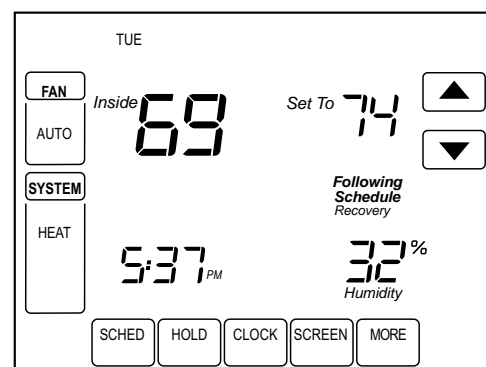 TUE
FAN
AUTO
Inside 69
Set To 74
SYSTEM
HEAT
Following
Schedule
Recovery
5:37 PM
32%
Humidity
SCHED HOLD CLOCK SCREEN MORE